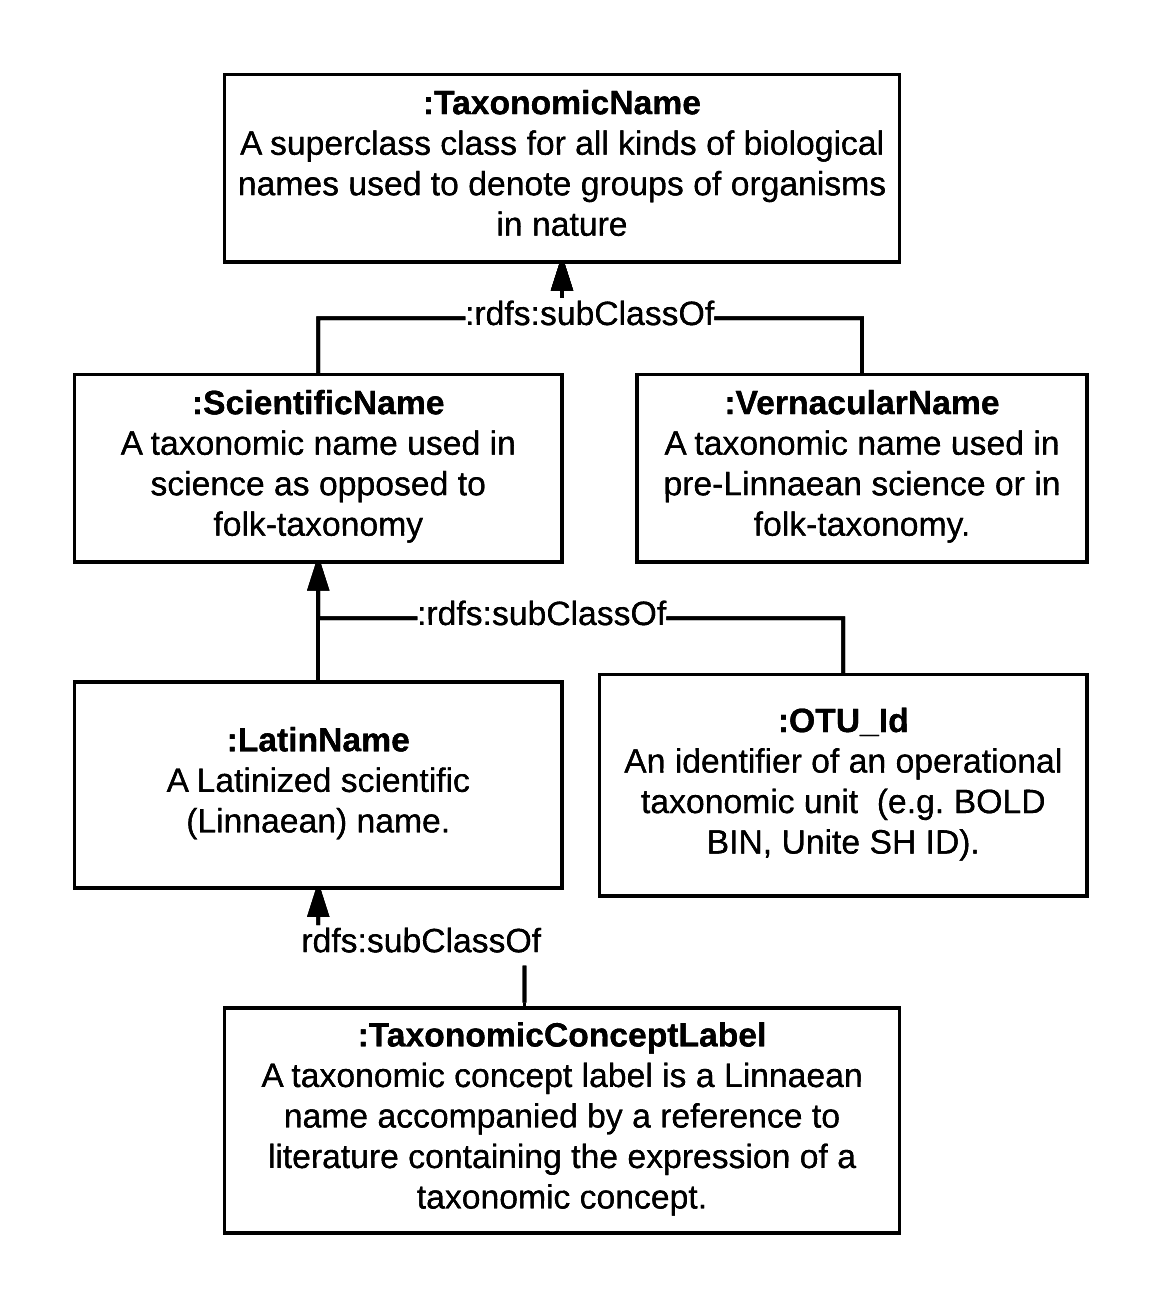 :TaxonomicName
A superclass class for all kinds of biological
names used to denote groups of organisms
in nature
:rdfs:subClassOf
:ScientificName
A taxonomic name used in
science as opposed to
folk-taxonomy
:VernacularName
A taxonomic name used in
pre-Linnaean science or in
folk-taxonomy.
:rdfs:subClassOf
:LatinName
A Latinized scientific
(Linnaean) name.
:OTU_Id
An identifier of an operational
taxonomic unit  (e.g. BOLD
BIN, Unite SH ID).
rdfs:subClassOf
:TaxonomicConceptLabel
A taxonomic concept label is a Linnaean
name accompanied by a reference to
literature containing the expression of a
taxonomic concept.